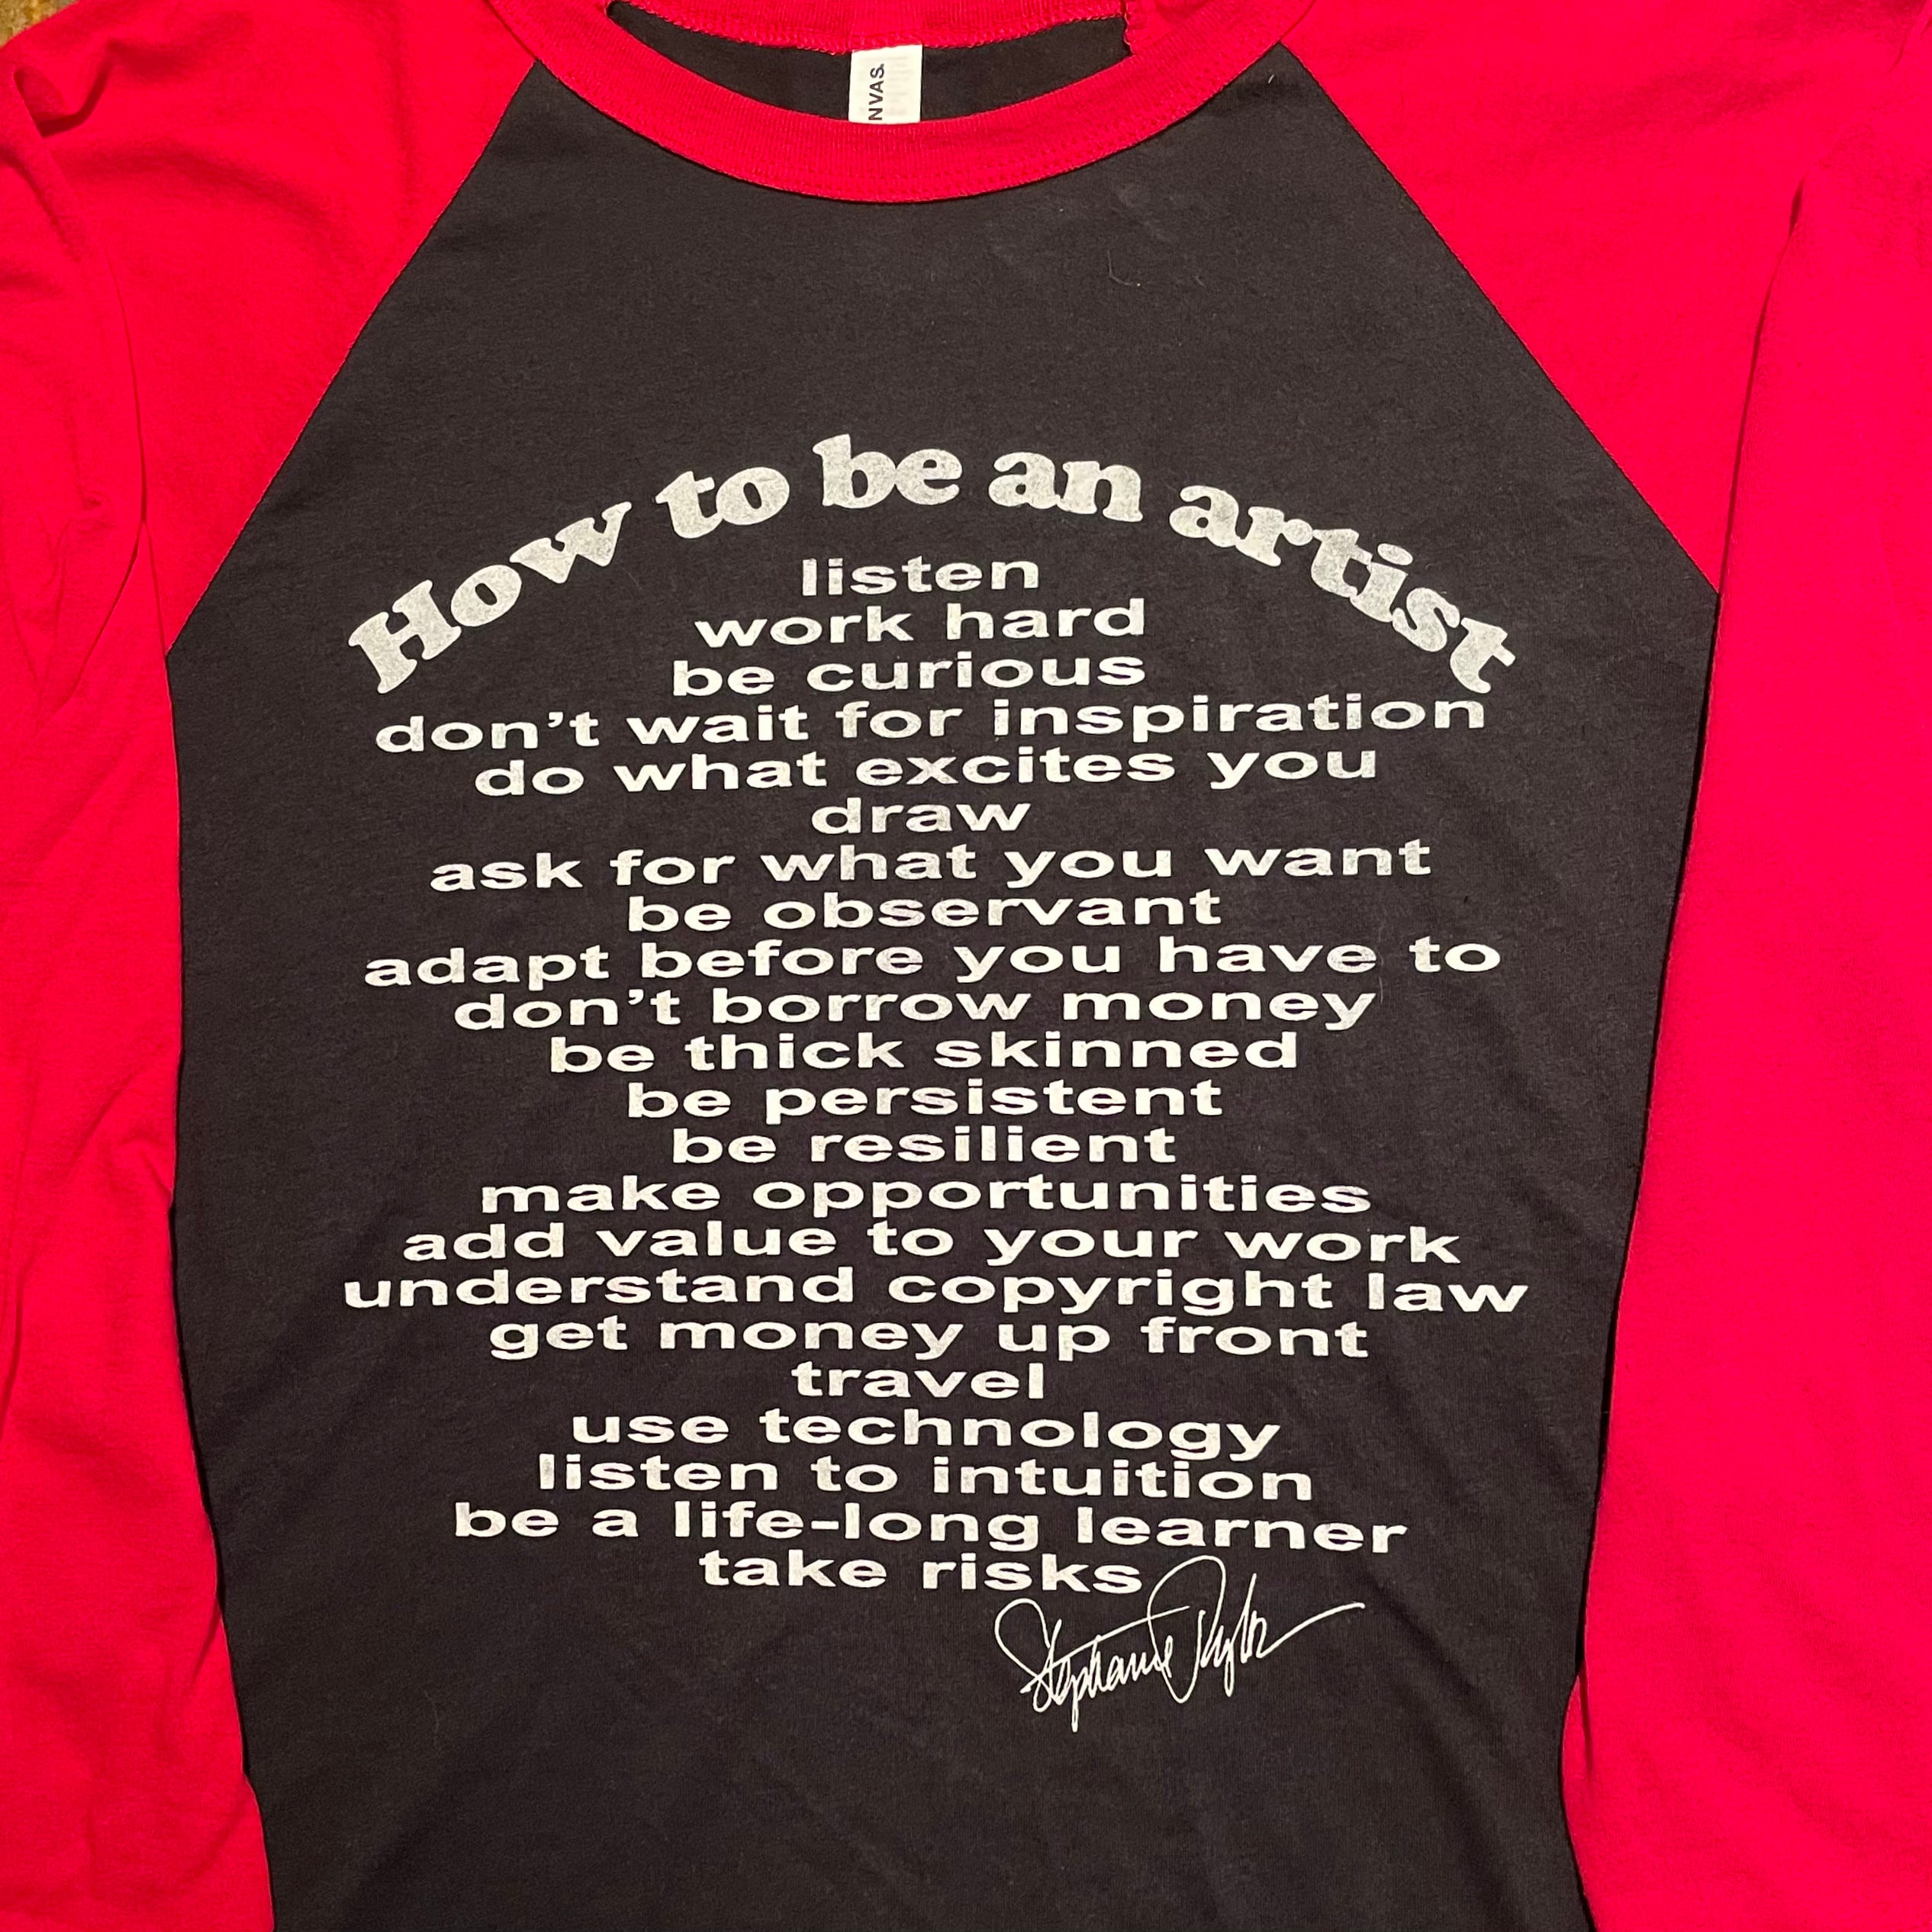 NVAS.
How to be an artist
listen
work hard
be curious
don't wait for inspiration
do what excites you
draw
ask for what you want
be observant
adapt before you have to
don't borrow money
be thick skinned
be persistent
be resilient
make opportunities
add value to your work
understand copyright law
get money up front
travel
use technology
listen to intuition
be a life-long learner
take risks
Stephanie Taylor